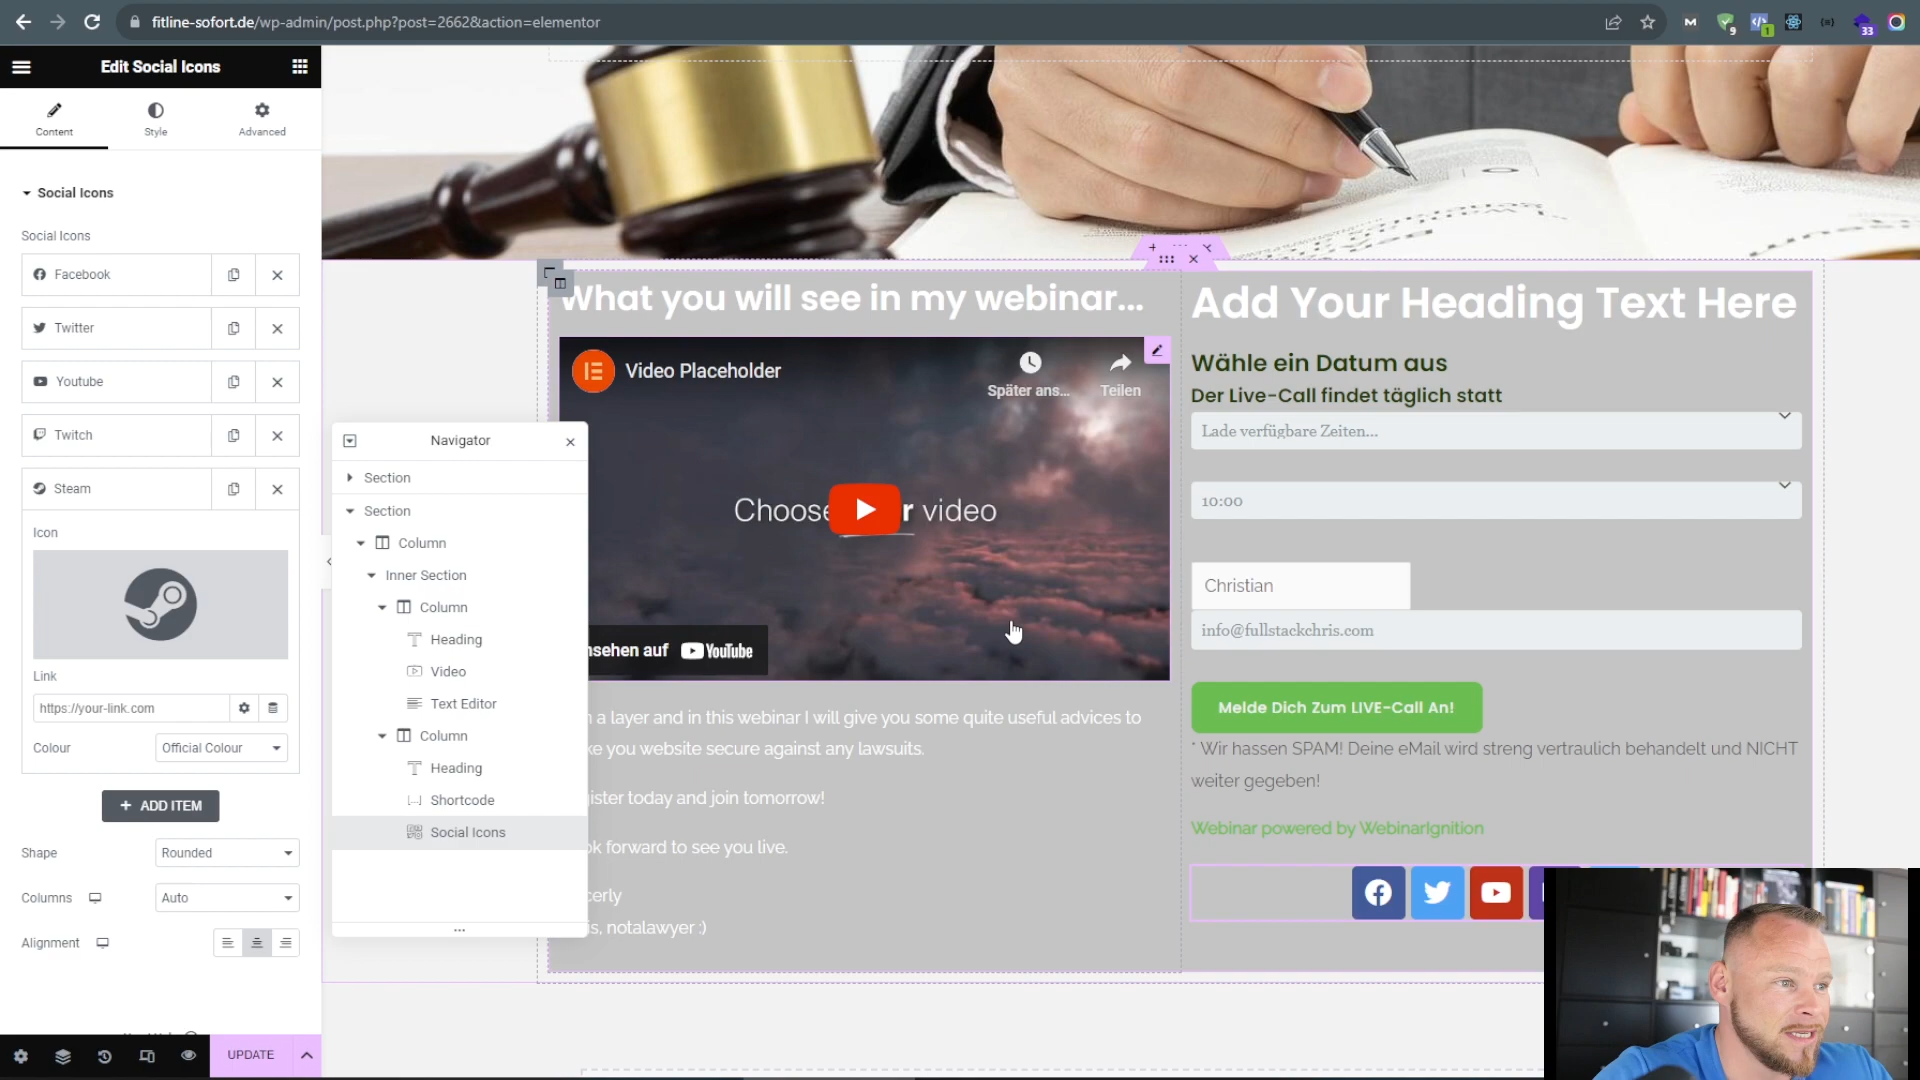 fitline-sofort.de/wp-admin/post.php?post=2662&action=elementor
9
1
33
Edit Social Icons
Content
Style
Advanced
Social Icons
Social Icons
Facebook
Twitter
Youtube
Twitch
Steam
Icon
Link
https://your-link.com
Colour
Official Colour
ADD ITEM
Shape
Rounded
Columns
Auto
Alignment
UPDATE
Navigator
Section
Section
Column
Inner Section
Column
Heading
Video
Text Editor
Column
Heading
Shortcode
Social Icons
What you will see in my webinar...
Video Placeholder
Später ans...
Teilen
Choose
r video
nsehen auf YouTube
a layer and in this webinar I will give you some quite useful advices to
ke you website secure against any lawsuits.
ister today and join tomorrow!
ok forward to see you live.
cerly
is, notalawyer :)
Add Your Heading Text Here
Wähle ein Datum aus
Der Live-Call findet täglich statt
Lade verfügbare Zeiten...
10:00
Christian
info@fullstackchris.com
Melde Dich Zum LIVE-Call An!
* Wir hassen SPAM! Deine eMail wird streng vertraulich behandelt und NICHT
weiter gegeben!
Webinar powered by WebinarIgnition